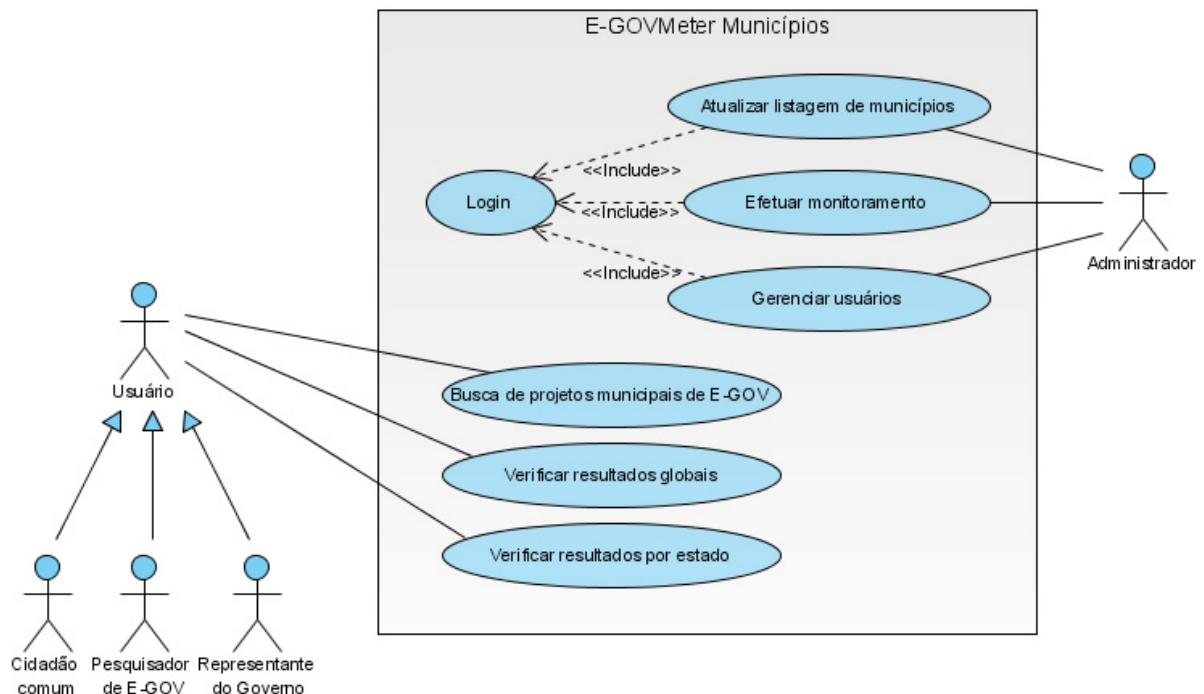 E-GOVMeter Municípios
Atualizar listagem de municípios
<<Include>>
Login
<<Include>>
Efetuar monitoramento
Administrador
<<Include>>
Gerenciar usuários
Usuário
Busca de projetos municipais de E-GOV
Verificar resultados globais
Verificar resultados por estado
Cidadão
comum
Pesquisador
de E-GOV
Representante
do Governo